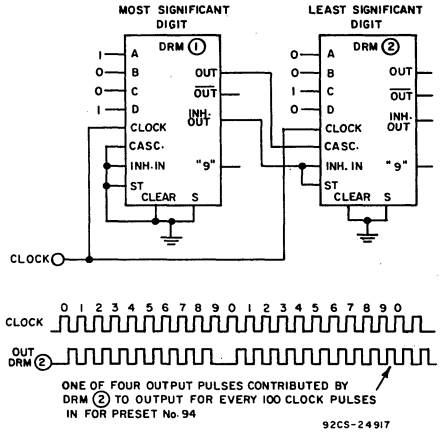 MOST SIGNIFICANT
DIGIT
DRM 1
1 A
0 B
0 C
1 D
CLOCK
CASC.
INH. IN
ST
CLEAR S
OUT
OUT
INH.
OUT
"9"
LEAST SIGNIFICANT
DIGIT
DRM 2
0 A
0 B
1 C
0 D
CLOCK
CASC.
INH. IN
ST
CLEAR S
OUT
OUT
INH.
OUT
"9"
CLOCK
0 1 2 3 4 5 6 7 8 9 0 1 2 3 4 5 6 7 8 9 0
CLOCK
OUT
DRM 2
ONE OF FOUR OUTPUT PULSES CONTRIBUTED BY
DRM 2 TO OUTPUT FOR EVERY 100 CLOCK PULSES
IN FOR PRESET No. 94
92CS-24917